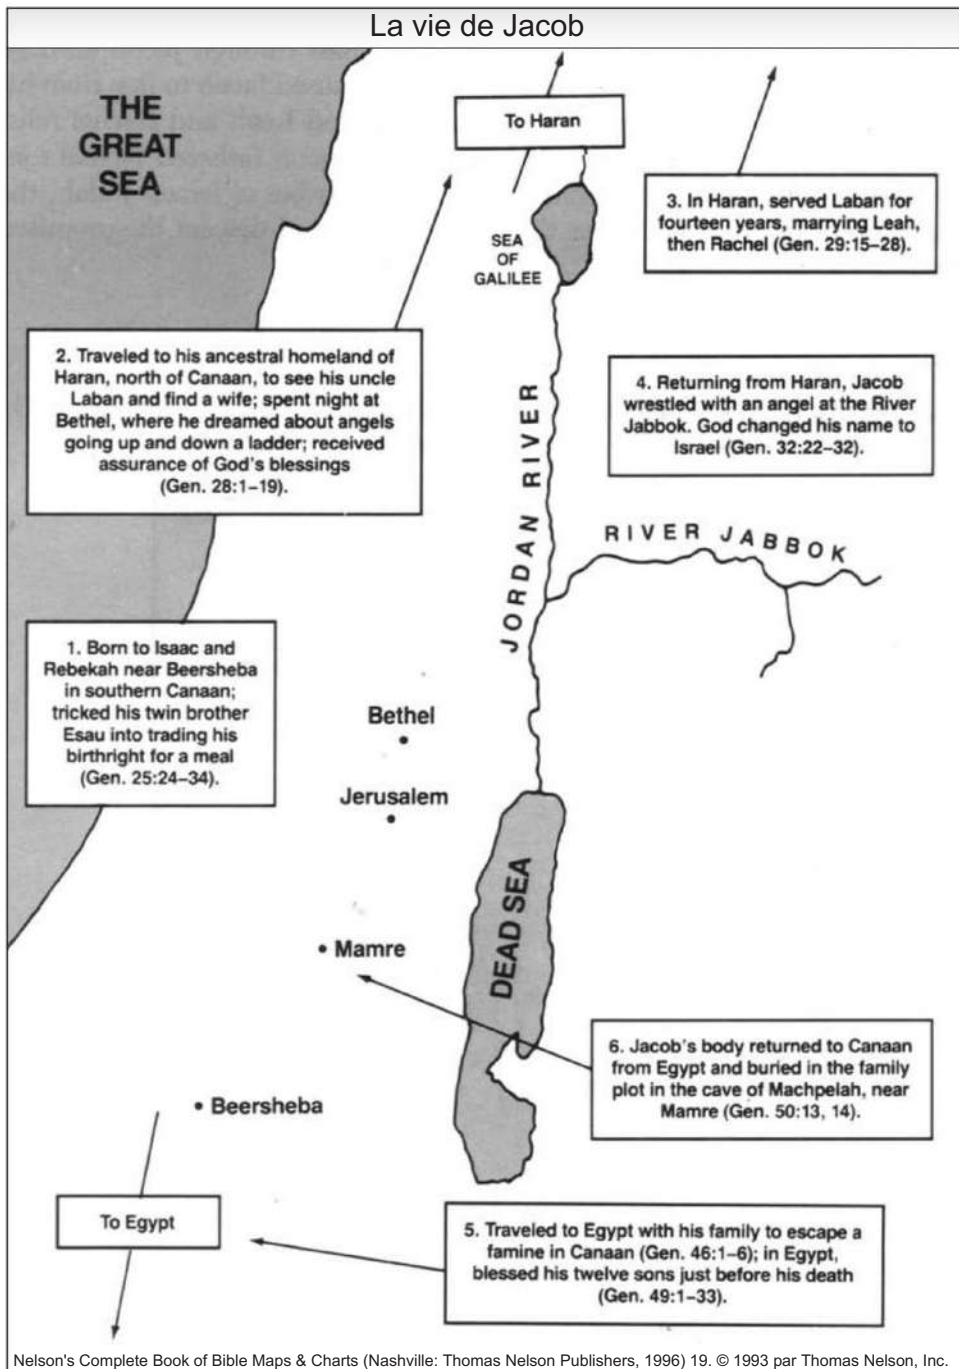 La vie de Jacob
THE
GREAT
SEA
To Haran
3. In Haran, served Laban for
fourteen years, marrying Leah,
then Rachel (Gen. 29:15–28).
SEA
OF
GALILEE
2. Traveled to his ancestral homeland of
Haran, north of Canaan, to see his uncle
Laban and find a wife; spent night at
Bethel, where he dreamed about angels
going up and down a ladder; received
assurance of God's blessings
(Gen. 28:1–19).
4. Returning from Haran, Jacob
wrestled with an angel at the River
Jabbok. God changed his name to
Israel (Gen. 32:22–32).
JORDAN RIVER
RIVER JABBOK
1. Born to Isaac and
Rebekah near Beersheba
in southern Canaan;
tricked his twin brother
Esau into trading his
birthright for a meal
(Gen. 25:24–34).
Bethel
Jerusalem
DEAD SEA
Mamre
6. Jacob's body returned to Canaan
from Egypt and buried in the family
plot in the cave of Machpelah, near
Mamre (Gen. 50:13, 14).
Beersheba
To Egypt
5. Traveled to Egypt with his family to escape a
famine in Canaan (Gen. 46:1–6); in Egypt,
blessed his twelve sons just before his death
(Gen. 49:1–33).
Nelson's Complete Book of Bible Maps & Charts (Nashville: Thomas Nelson Publishers, 1996) 19. © 1993 par Thomas Nelson, Inc.